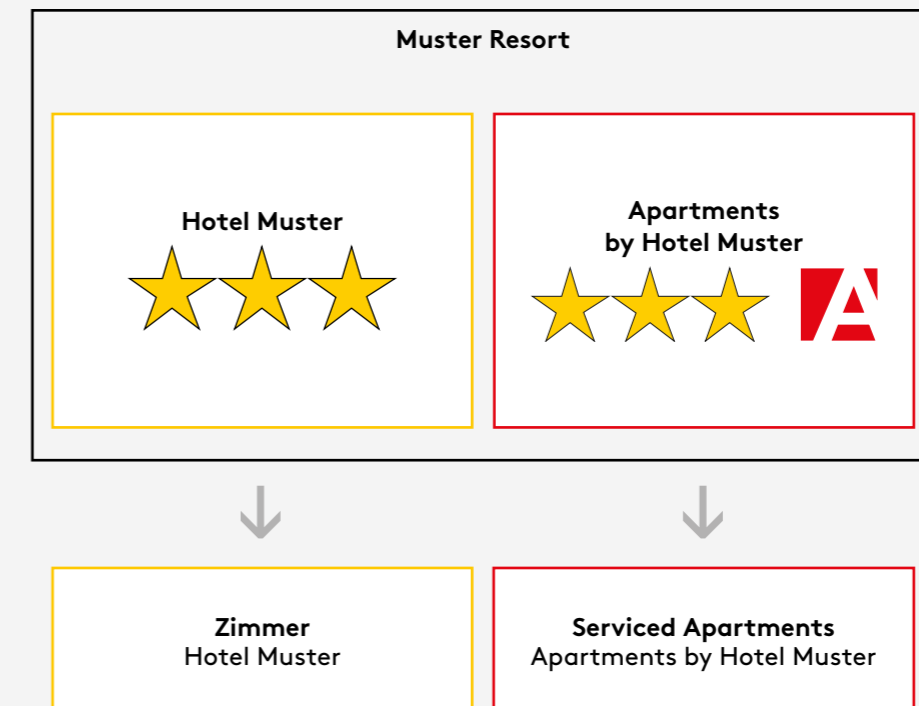 Muster Resort
Hotel Muster
Apartments
by Hotel Muster
A
Zimmer
Hotel Muster
Serviced Apartments
Apartments by Hotel Muster